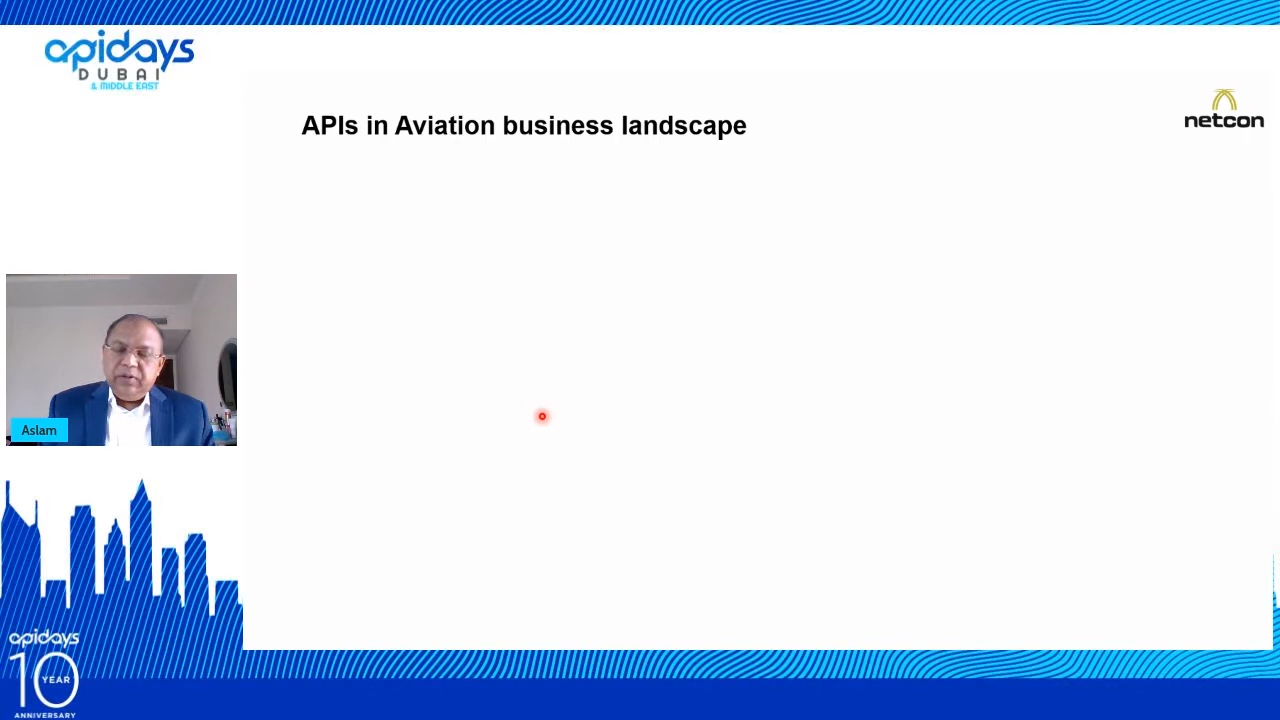 apidays
DUBAI
& MIDDLE EAST
APIs in Aviation business landscape
netcon
Aslam
apidays
10
YEAR
ANNIVERSARY